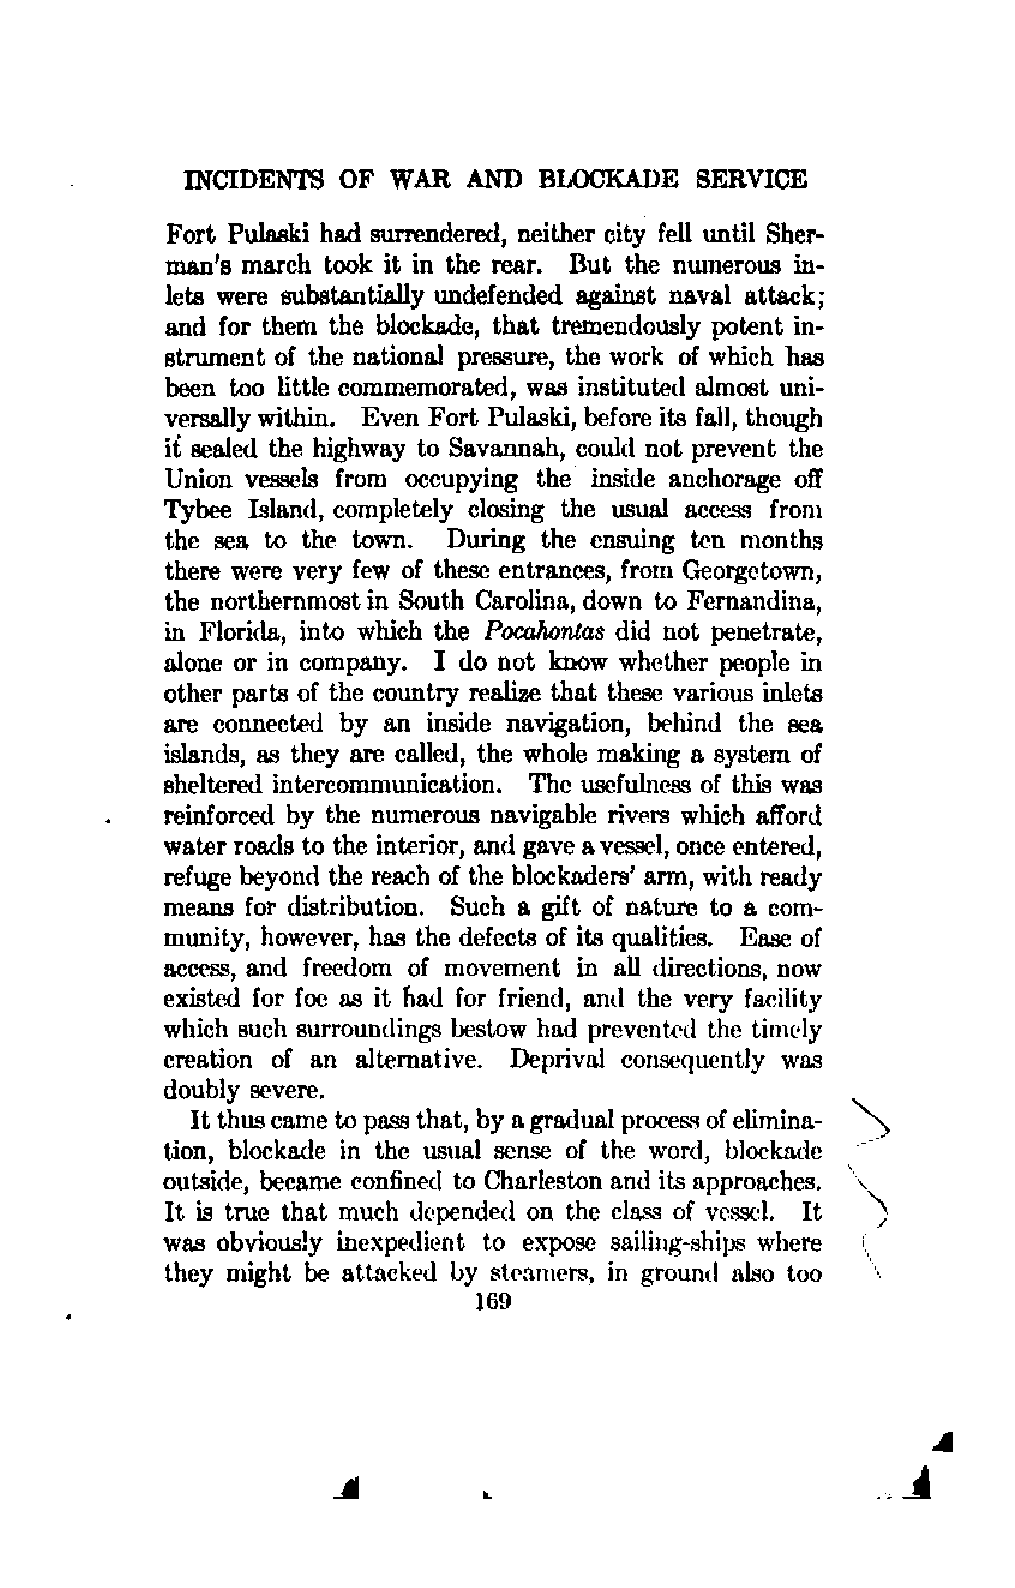 INCIDENTS OF WAR AND BLOCKADE SERVICE
Fort Pulaski had surrendered, neither city fell until Sher-
man's march took it in the rear. But the numerous in-
lets were substantially undefended against naval attack;
and for them the blockade, that tremendously potent in-
strument of the national pressure, the work of which has
been too little commemorated, was instituted almost uni-
versally within. Even Fort Pulaski, before its fall, though
it sealed the highway to Savannah, could not prevent the
Union vessels from occupying the inside anchorage off
Tybee Island, completely closing the usual access from
the sea to the town. During the ensuing ten months
there were very few of these entrances, from Georgetown,
the northernmost in South Carolina, down to Fernandina,
in Florida, into which the Pocahontas did not penetrate,
alone or in company. I do not know whether people in
other parts of the country realize that these various inlets
are connected by an inside navigation, behind the sea
islands, as they are called, the whole making a system of
sheltered intercommunication. The usefulness of this was
reinforced by the numerous navigable rivers which afford
water roads to the interior, and gave a vessel, once entered,
refuge beyond the reach of the blockaders' arm, with ready
means for distribution. Such a gift of nature to a com-
munity, however, has the defects of its qualities. Ease of
access, and freedom of movement in all directions, now
existed for foe as it had for friend, and the very facility
which such surroundings bestow had prevented the timely
creation of an alternative. Deprival consequently was
doubly severe.
It thus came to pass that, by a gradual process of elimina-
tion, blockade in the usual sense of the word, blockade
outside, became confined to Charleston and its approaches.
It is true that much depended on the class of vessel. It
was obviously inexpedient to expose sailing-ships where
they might be attacked by steamers, in ground also too
169